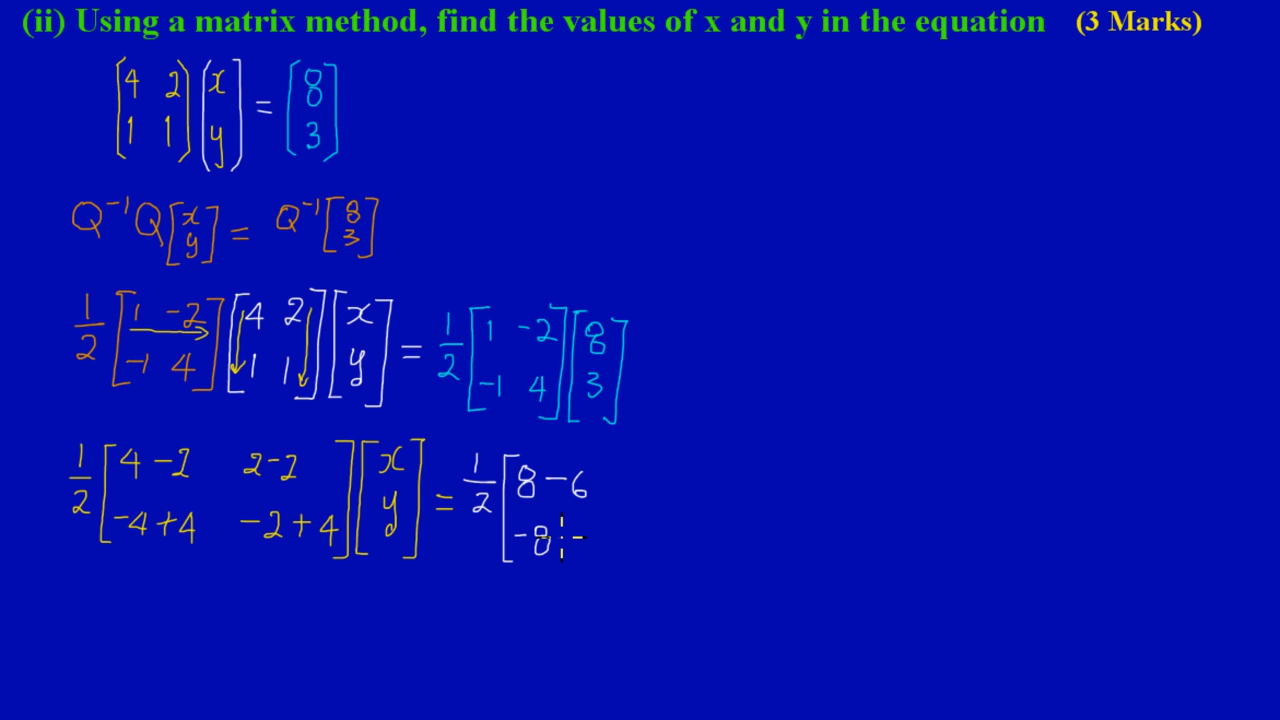 (ii) Using a matrix method, find the values of x and y in the equation (3 Marks)
[4 2; 1 1] [x; y] = [8; 3]
Q⁻¹Q [x; y] = Q⁻¹ [8; 3]
1/2 [1 -2; -1 4] [4 2; 1 1] [x; y] = 1/2 [1 -2; -1 4] [8; 3]
1/2 [4-2 2-2; -4+4 -2+4] [x; y] = 1/2 [8-6; -8